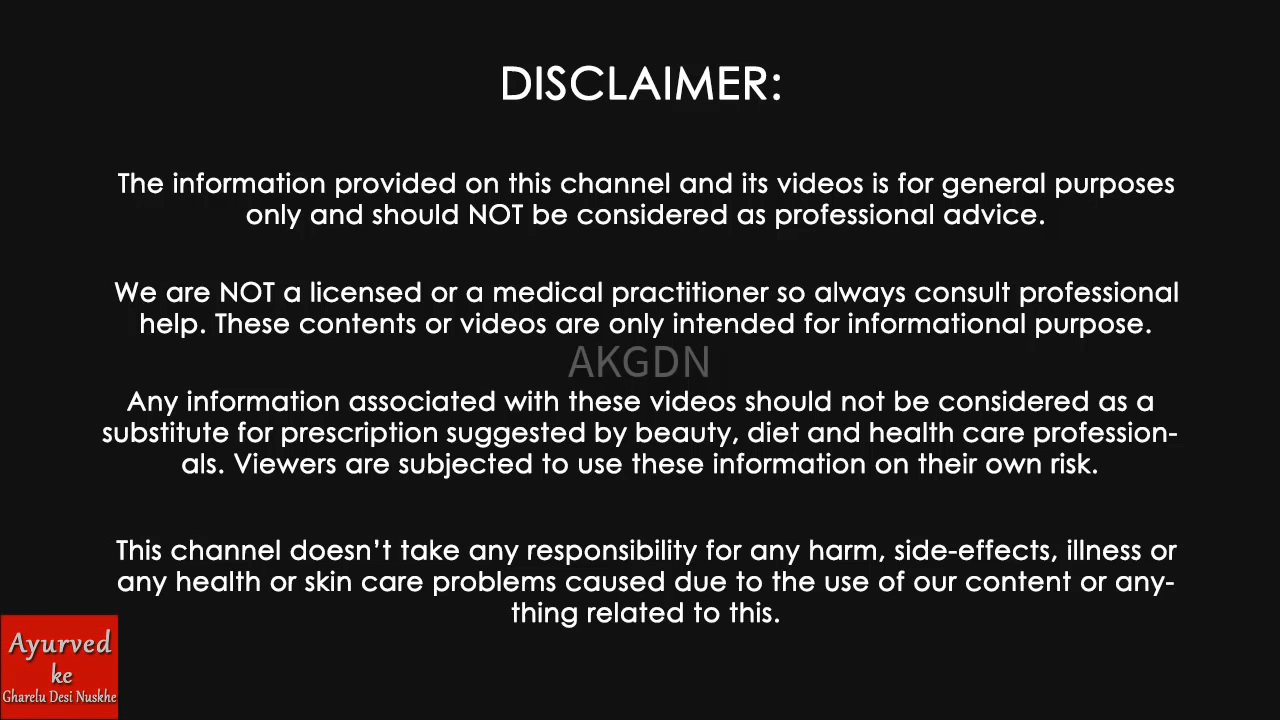 DISCLAIMER:
The information provided on this channel and its videos is for general purposes
only and should NOT be considered as professional advice.
We are NOT a licensed or a medical practitioner so always consult professional
help. These contents or videos are only intended for informational purpose.
AKGDN
Any information associated with these videos should not be considered as a
substitute for prescription suggested by beauty, diet and health care profession-
als. Viewers are subjected to use these information on their own risk.
This channel doesn’t take any responsibility for any harm, side-effects, illness or
any health or skin care problems caused due to the use of our content or any-
thing related to this.
Ayurved
ke
Gharelu Desi Nuskhe